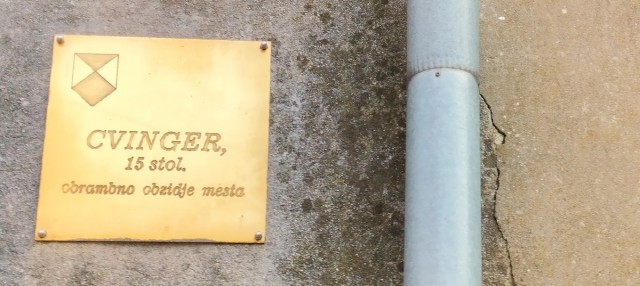 CVINGER,
15 stol.
obrambno obzidje mesta